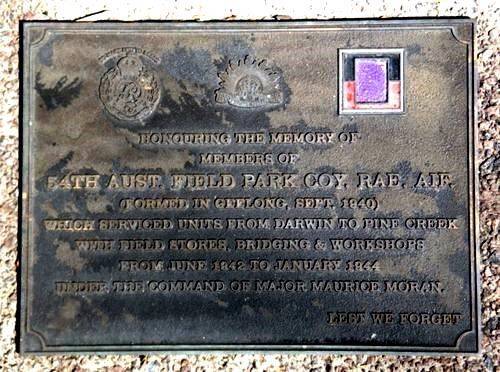 HONOURING THE MEMORY OF
MEMBERS OF
54TH AUST. FIELD PARK COY. RAE. AIF.
(FORMED IN GEELONG, SEPT. 1940)
WHICH SERVICED UNITS FROM DARWIN TO PINE CREEK
WITH FIELD STORES, BRIDGING & WORKSHOPS
FROM JUNE 1942 TO JANUARY 1944
UNDER THE COMMAND OF MAJOR MAURICE MORAN.
LEST WE FORGET